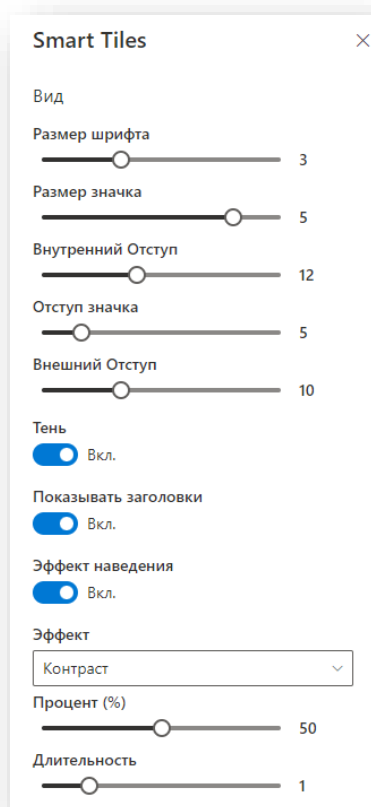 Smart Tiles
Вид
Размер шрифта
3
Размер значка
5
Внутренний Отступ
12
Отступ значка
5
Внешний Отступ
10
Тень
Вкл.
Показывать заголовки
Вкл.
Эффект наведения
Вкл.
Эффект
Контраст
Процент (%)
50
Длительность
1